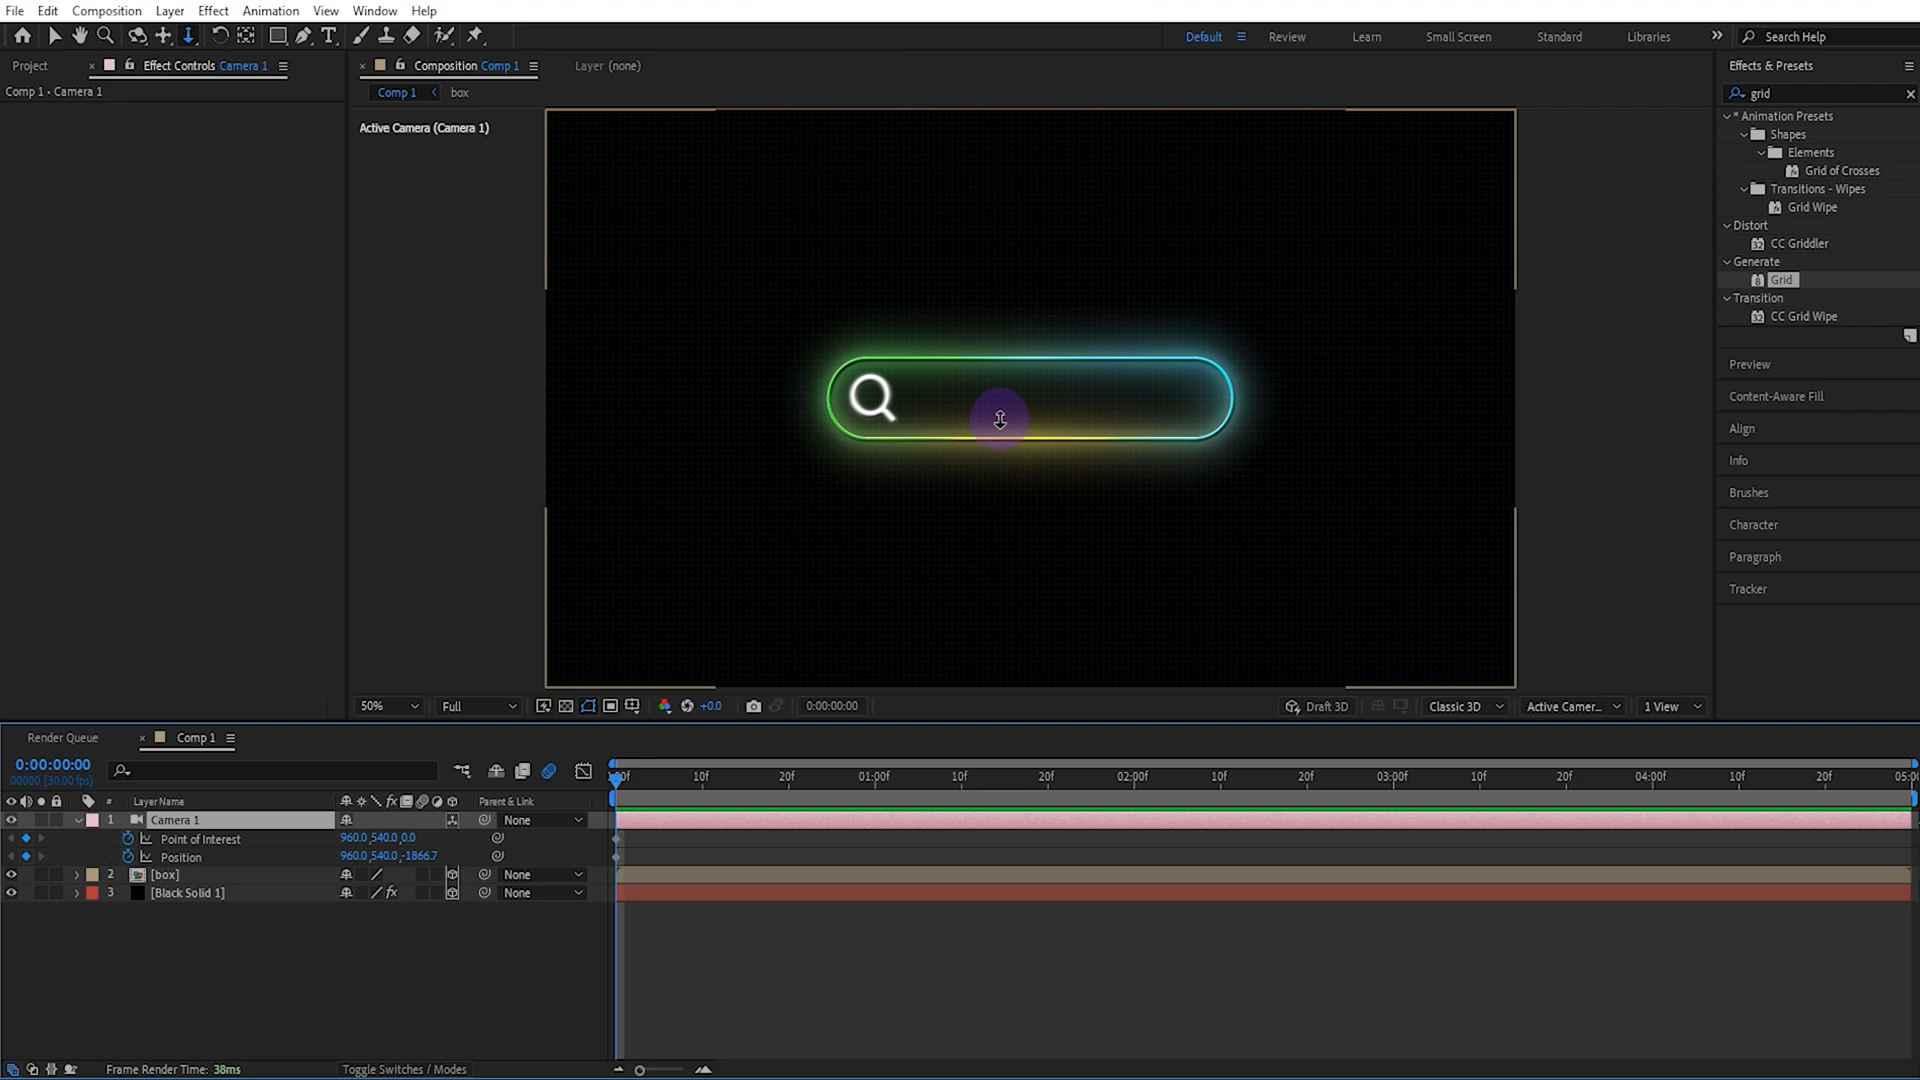 File Edit Composition Layer Effect Animation View Window Help
Default Review Learn Small Screen Standard Libraries Search Help
Project Effect Controls Camera 1 Composition Comp 1 Layer (none) Effects & Presets
Comp 1 • Camera 1 Comp 1 box grid
Active Camera (Camera 1)
* Animation Presets
Shapes
Elements
Grid of Crosses
Transitions - Wipes
Grid Wipe
Distort
CC Griddler
Generate
Grid
Transition
CC Grid Wipe
Preview
Content-Aware Fill
Align
Info
Brushes
Character
Paragraph
Tracker
50% Full +0.0 0:00:00:00 Draft 3D Classic 3D Active Camer... 1 View
Render Queue Comp 1
0:00:00:00
00000 (30.00 fps)
10f 20f 01:00f 10f 20f 02:00f 10f 20f 03:00f 10f 20f 04:00f 10f 20f
# Layer Name Parent & Link
1 Camera 1 None
Point of Interest 960.0,540.0,0.0
Position 960.0,540.0,-1866.7
2 [box] None
3 [Black Solid 1] fx None
Frame Render Time: 38ms Toggle Switches / Modes